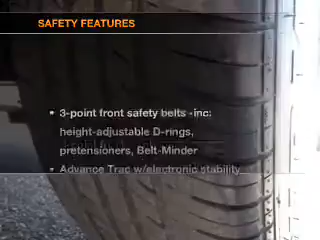 SAFETY FEATURES
• 3-point front safety belts -inc:
height-adjustable D-rings,
pretensioners, Belt-Minder
• Advance Trac w/electronic stability